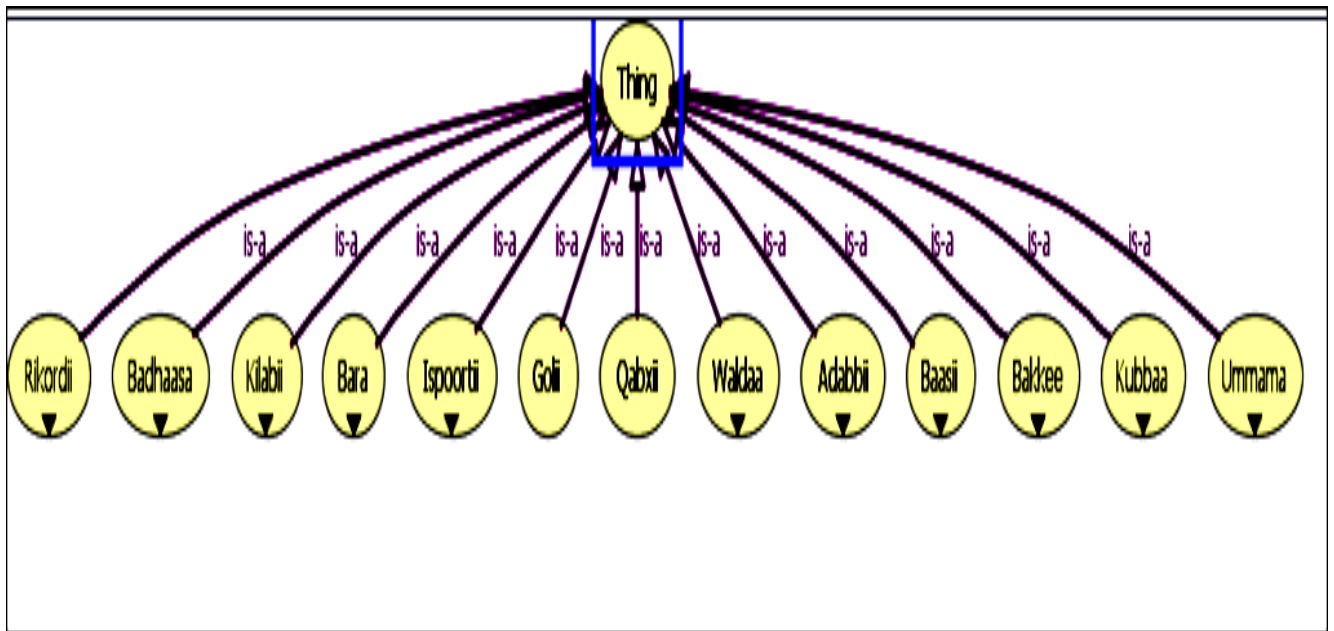 Thing
is-a is-a is-a is-a is-a is-a is-a is-a is-a is-a is-a is-a is-a
Rikordii Badhaasa Kilabii Bara Ispoortii Golii Qabxii Waldaa Adabbii Baasii Bakkee Kubbaa Ummama